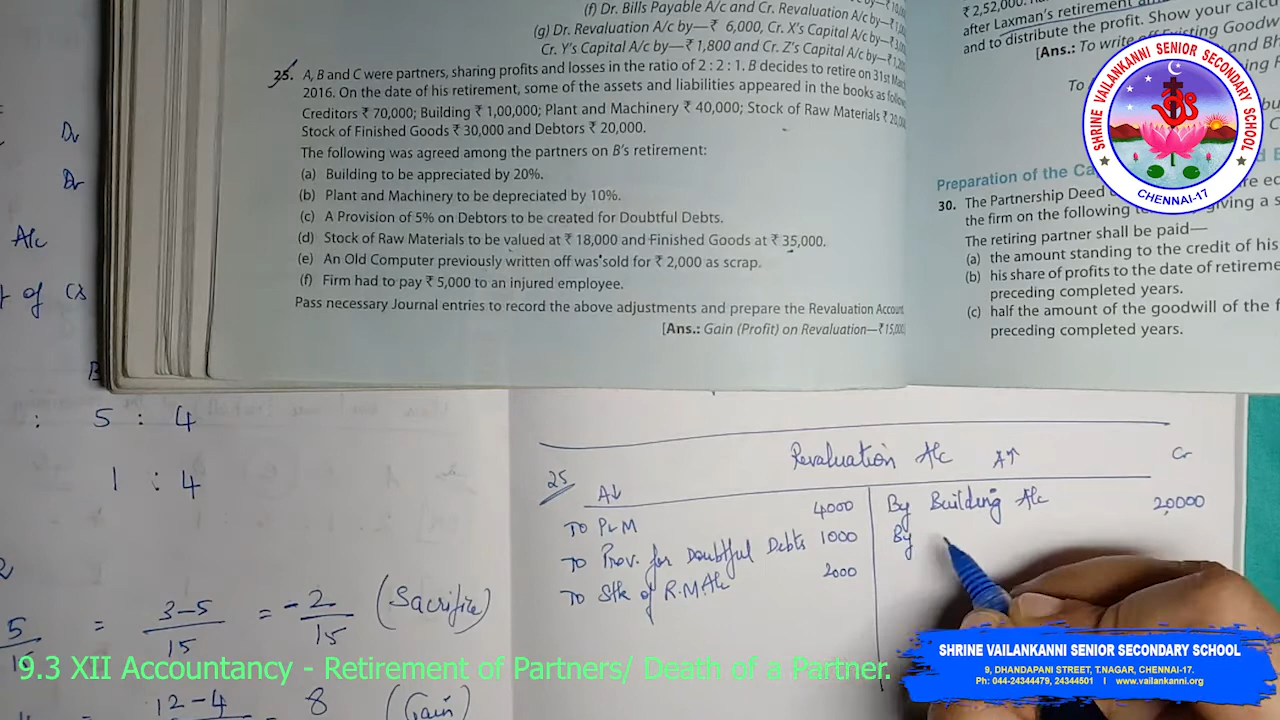 (f) Dr. Bills Payable A/c and Cr. Revaluation A/c by—₹
(g) Dr. Revaluation A/c by—₹ 6,000, Cr. X's Capital A/c by—₹
Cr. Y's Capital A/c by—₹ 1,800 and Cr. Z's Capital A/c by—₹
25. A, B and C were partners, sharing profits and losses in the ratio of 2 : 2 : 1. B decides to retire on 31st March
2016. On the date of his retirement, some of the assets and liabilities appeared in the books as follows
Creditors ₹ 70,000; Building ₹ 1,00,000; Plant and Machinery ₹ 40,000; Stock of Raw Materials ₹ 20,000
Stock of Finished Goods ₹ 30,000 and Debtors ₹ 20,000.
The following was agreed among the partners on B's retirement:
(a) Building to be appreciated by 20%.
(b) Plant and Machinery to be depreciated by 10%.
(c) A Provision of 5% on Debtors to be created for Doubtful Debts.
(d) Stock of Raw Materials to be valued at ₹ 18,000 and Finished Goods at ₹ 35,000.
(e) An Old Computer previously written off was sold for ₹ 2,000 as scrap.
(f) Firm had to pay ₹ 5,000 to an injured employee.
Pass necessary Journal entries to record the above adjustments and prepare the Revaluation Account
[Ans.: Gain (Profit) on Revaluation—₹ 15,000
₹ 2,52,000.
after Laxman's retirement
and to distribute the profit. Show your
[Ans.: To write off Existing
To
Preparation of the
30. The Partnership Deed
the firm on the following giving a
The retiring partner shall be paid—
(a) the amount standing to the credit of his
(b) his share of profits to the date of
preceding completed years.
(c) half the amount of the goodwill of the
preceding completed years.
SHRINE VAILANKANNI SENIOR SECONDARY SCHOOL
CHENNAI-17
Dr
Dr
A/c
of
: 5 : 4
1 : 4
= 3-5/15 = -2/15 (Sacrifice)
12-4 8 (Gain)
25
Revaluation A/c A↑ Cr
A↓
To P&M 4000 By Building A/c 20,000
To Prov. for Doubtful Debts 1000 By
To Stk of R.M.A/c 2000
9.3 XII Accountancy - Retirement of Partners/ Death of a Partner.
SHRINE VAILANKANNI SENIOR SECONDARY SCHOOL
9, DHANDAPANI STREET, T.NAGAR, CHENNAI-17.
Ph: 044-24344479, 24344501 I www.vailankanni.org